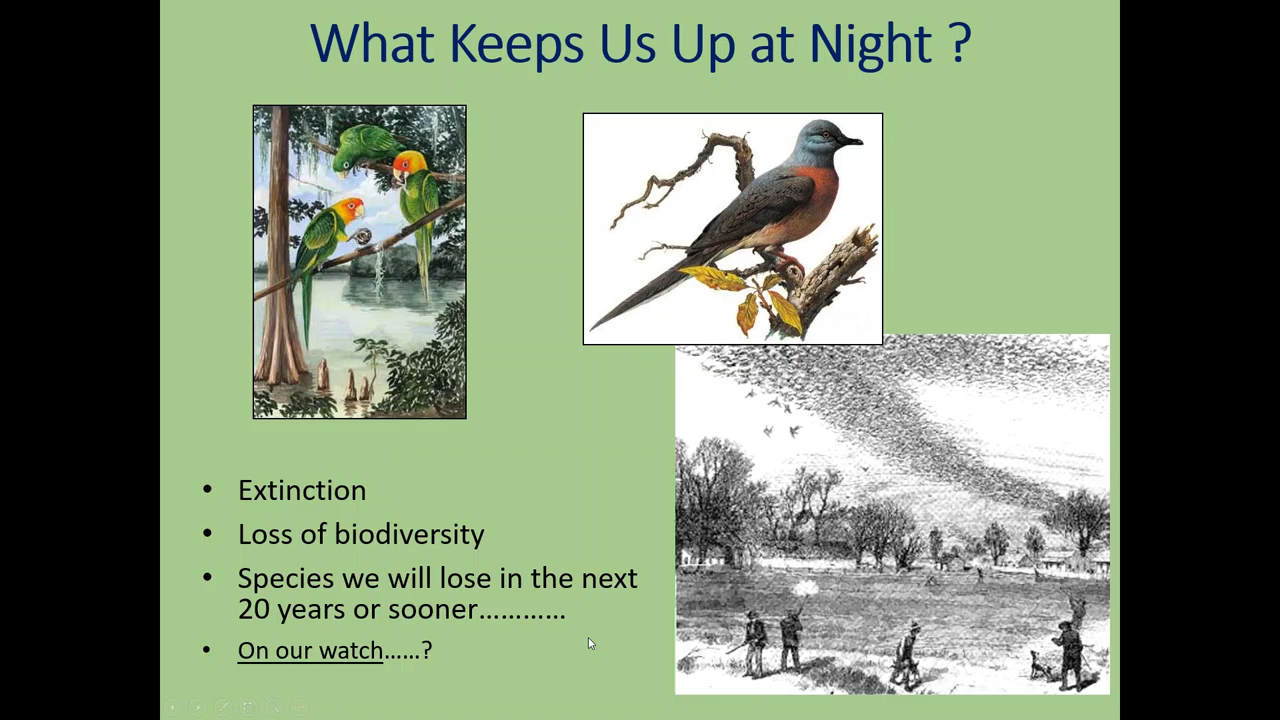 What Keeps Us Up at Night ?
• Extinction
• Loss of biodiversity
• Species we will lose in the next
20 years or sooner…………
• On our watch……?